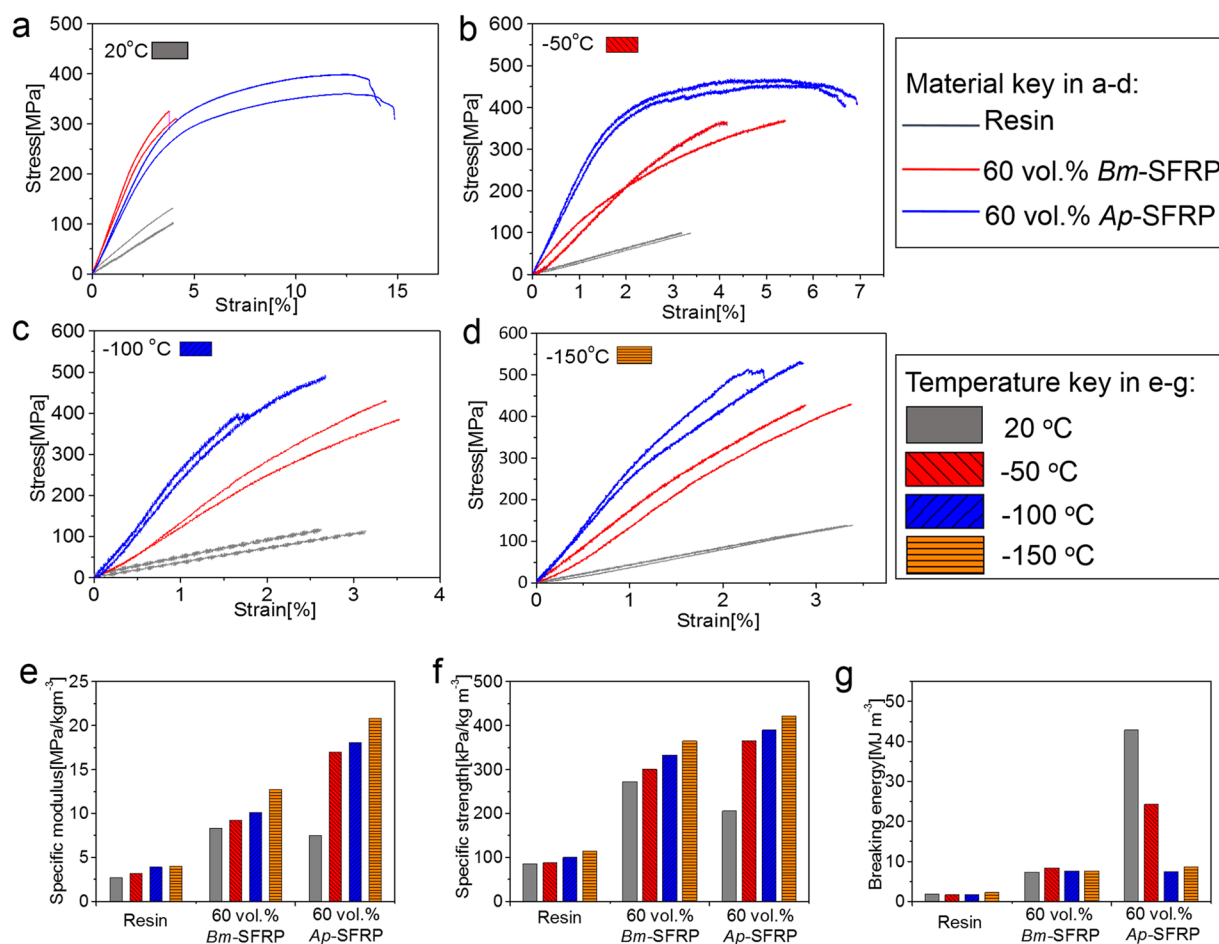 a
20°C
Stress[MPa]
500
400
300
200
100
0
0 5 10 15
Strain[%]
b
-50°C
Stress[MPa]
600
500
400
300
200
100
0
0 1 2 3 4 5 6 7
Strain[%]
Material key in a-d:
Resin
60 vol.% Bm-SFRP
60 vol.% Ap-SFRP
c
-100 °C
Stress[MPa]
600
500
400
300
200
100
0
0 1 2 3 4
Strain[%]
d
-150°C
Stress[MPa]
600
500
400
300
200
100
0
0 1 2 3
Strain[%]
Temperature key in e-g:
20 °C
-50 °C
-100 °C
-150 °C
e
Specific modulus[MPa/kgm⁻³]
25
20
15
10
5
0
Resin
60 vol.%
Bm-SFRP
60 vol.%
Ap-SFRP
f
Specific strength[kPa/kg m⁻³]
500
400
300
200
100
0
Resin
60 vol.%
Bm-SFRP
60 vol.%
Ap-SFRP
g
Breaking energy[MJ m⁻³]
50
40
30
20
10
0
Resin
60 vol.%
Bm-SFRP
60 vol.%
Ap-SFRP